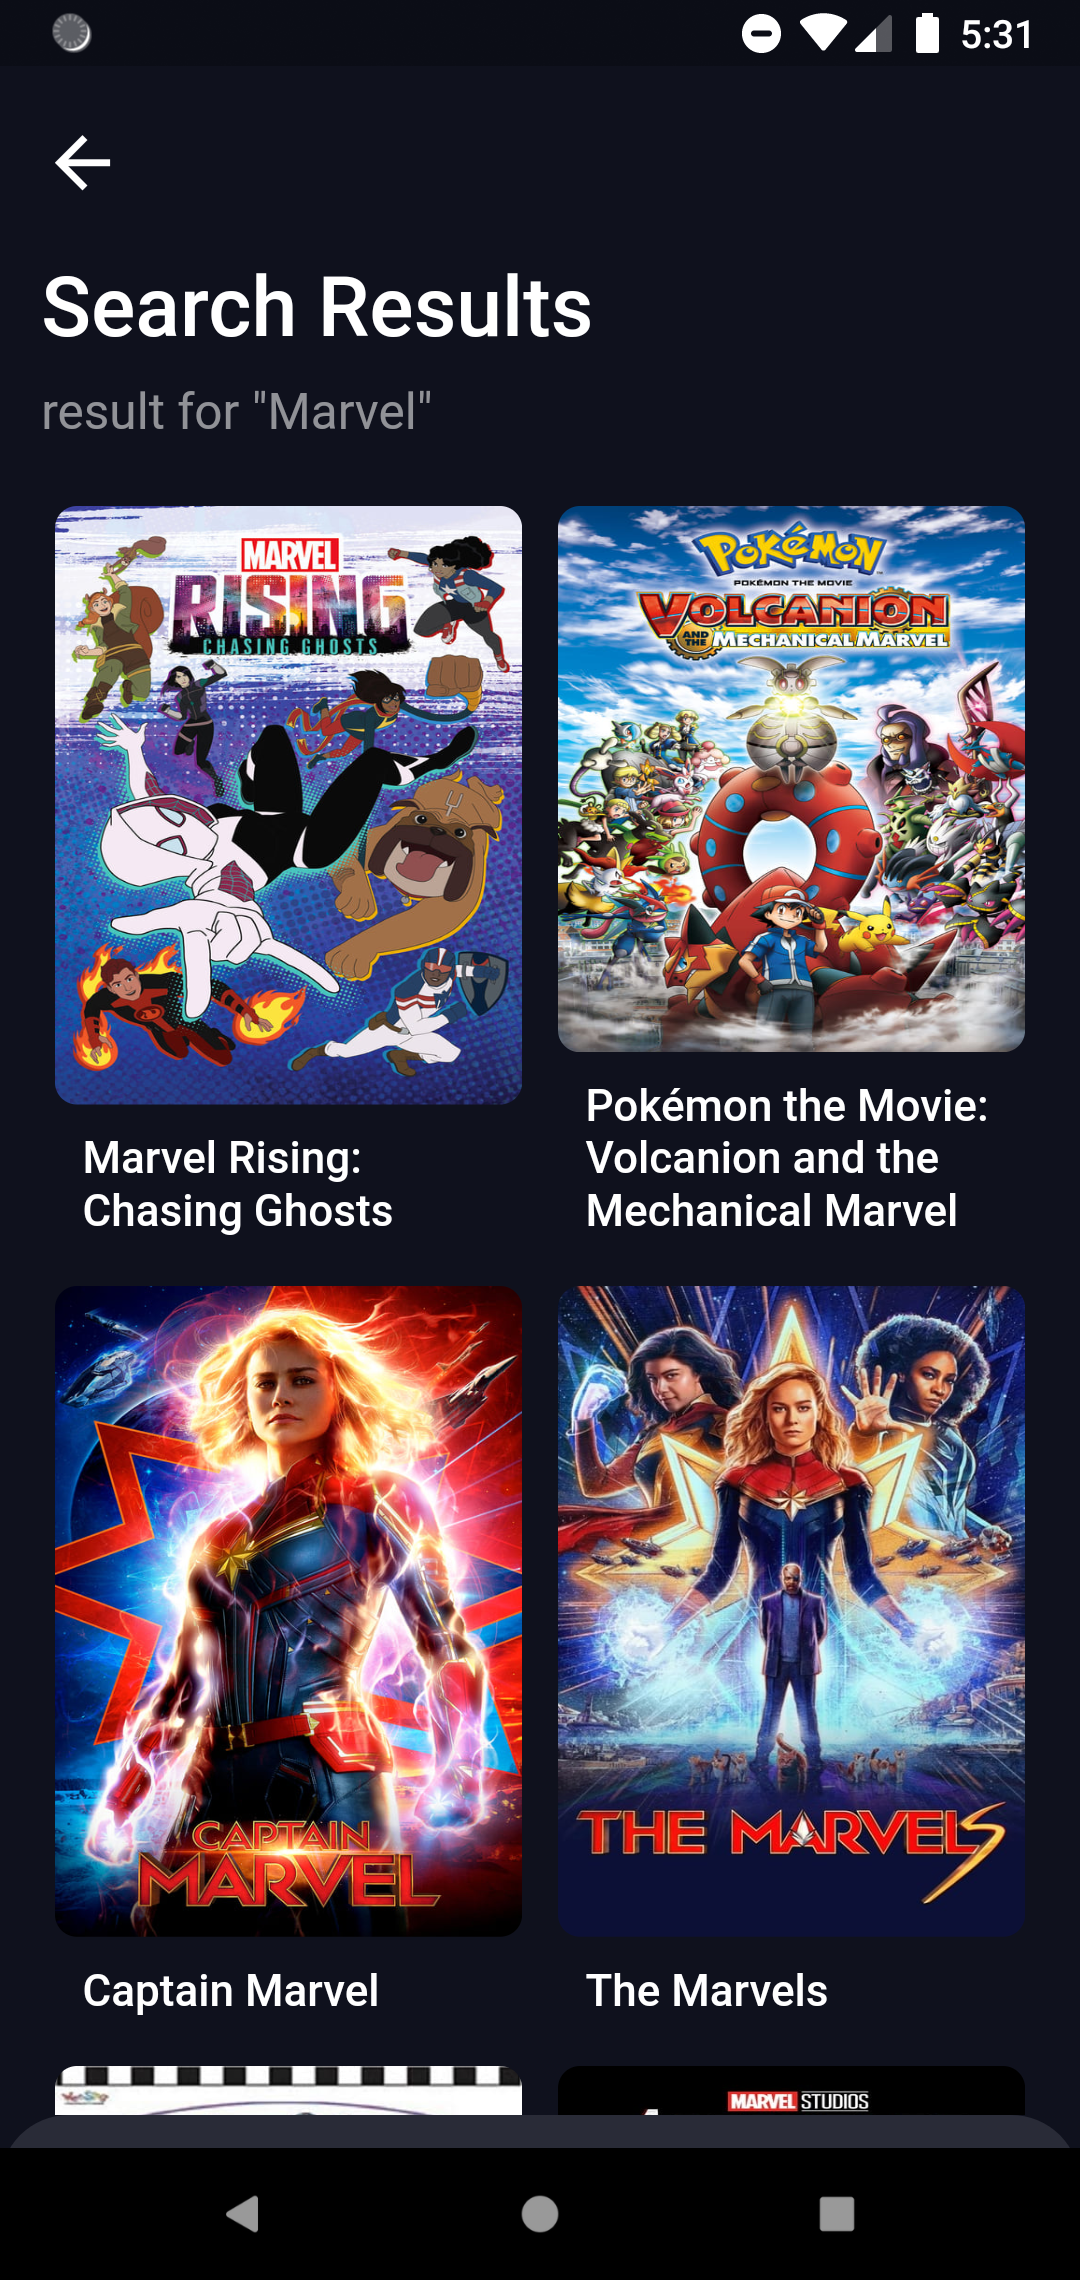 5:31
Search Results
result for "Marvel"
MARVEL
RISING
CHASING GHOSTS
POKéMON
POKÉMON THE MOVIE
VOLCANION
AND THE MECHANICAL MARVEL
Marvel Rising:
Chasing Ghosts
Pokémon the Movie:
Volcanion and the
Mechanical Marvel
CAPTAIN
MARVEL
THE MARVELS
Captain Marvel
The Marvels
MARVEL STUDIOS